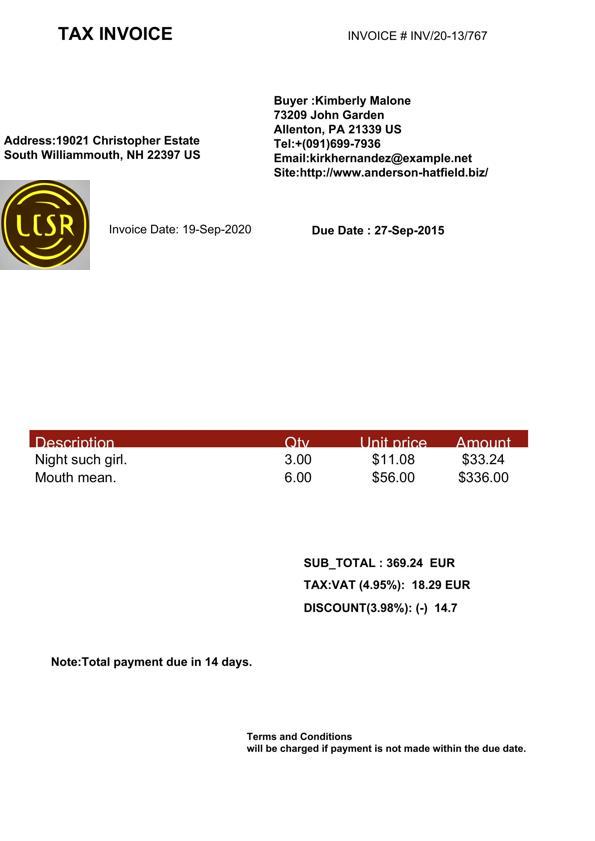 TAX INVOICE
INVOICE # INV/20-13/767
Buyer :Kimberly Malone
73209 John Garden
Allenton, PA 21339 US
Tel:+(091)699-7936
Email:kirkhernandez@example.net
Site:http://www.anderson-hatfield.biz/
Address:19021 Christopher Estate
South Williammouth, NH 22397 US
LCSR
Invoice Date: 19-Sep-2020
Due Date : 27-Sep-2015
Description Qty Unit price Amount
Night such girl. 3.00 $11.08 $33.24
Mouth mean. 6.00 $56.00 $336.00
SUB_TOTAL : 369.24 EUR
TAX:VAT (4.95%): 18.29 EUR
DISCOUNT(3.98%): (-) 14.7
Note:Total payment due in 14 days.
Terms and Conditions
will be charged if payment is not made within the due date.